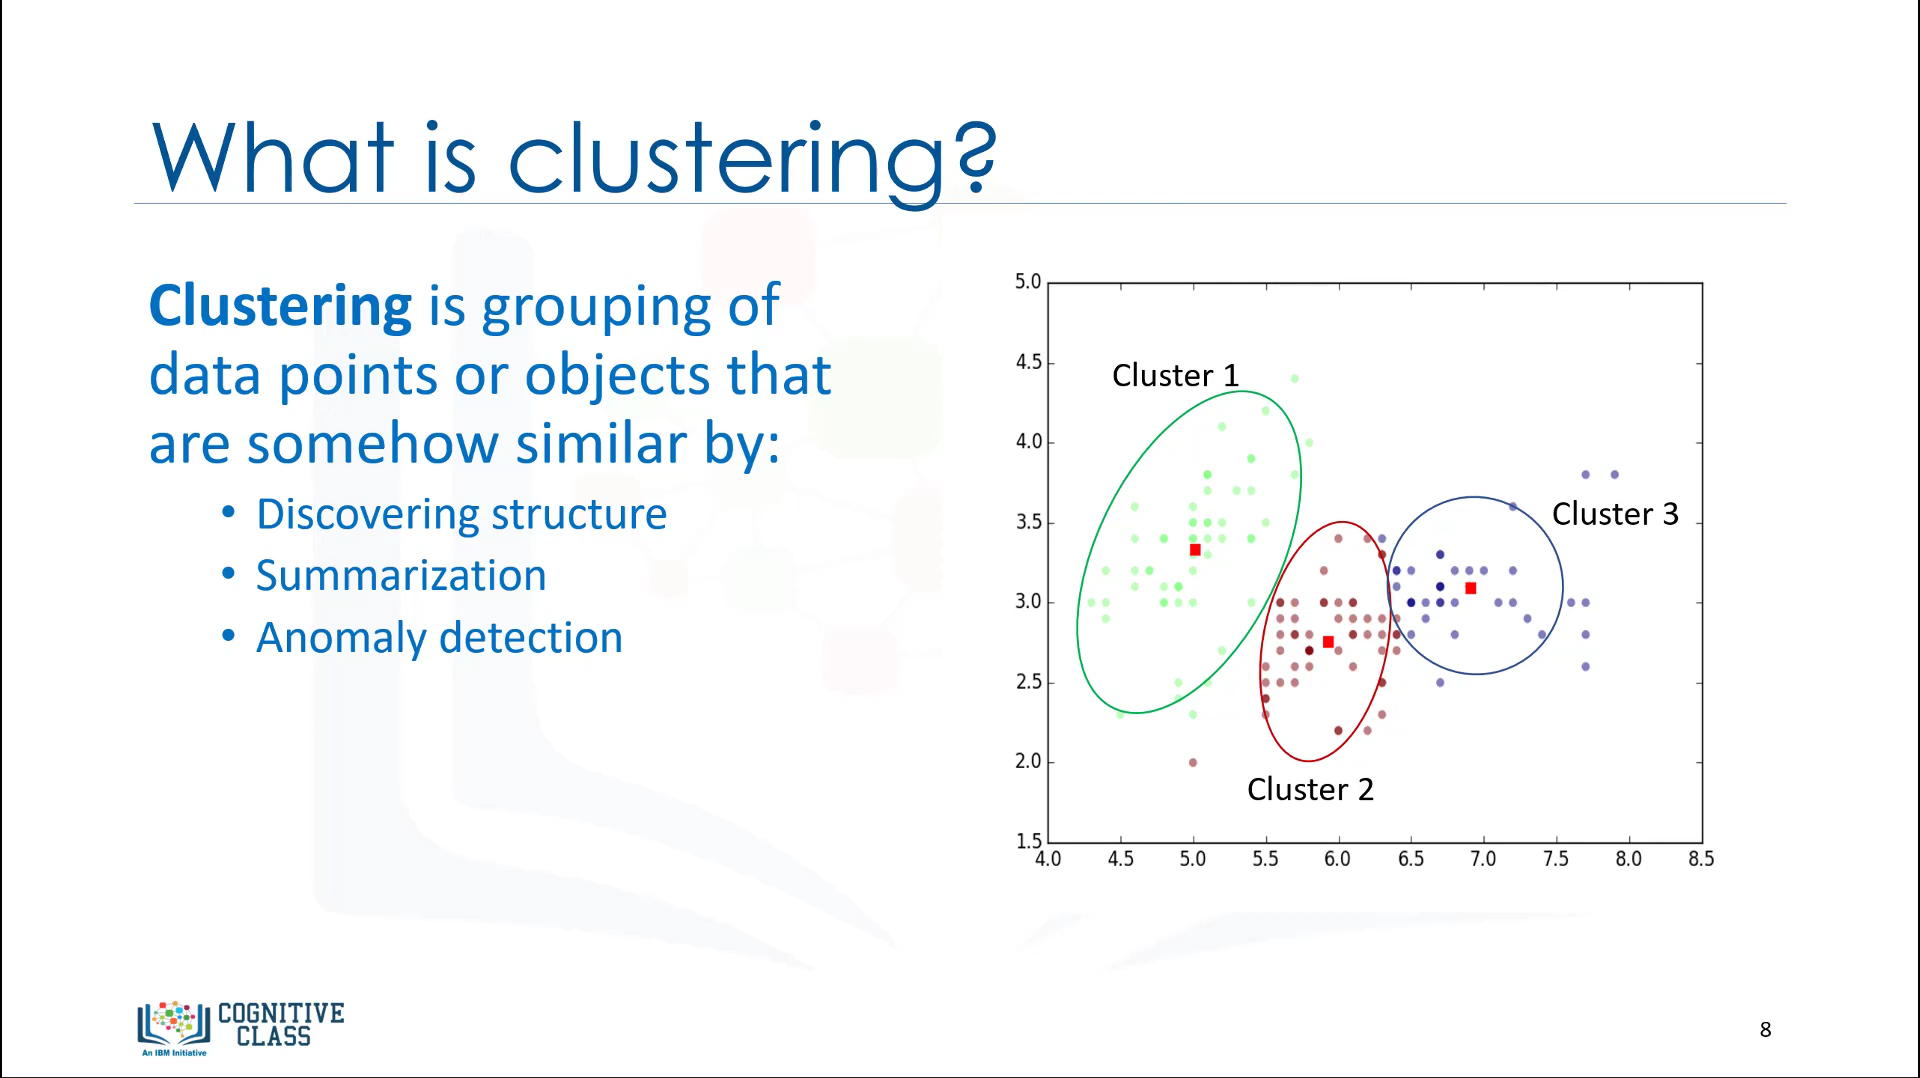 What is clustering?
Clustering is grouping of
data points or objects that
are somehow similar by:
• Discovering structure
• Summarization
• Anomaly detection
5.0
4.5
4.0
3.5
3.0
2.5
2.0
1.5
4.0 4.5 5.0 5.5 6.0 6.5 7.0 7.5 8.0 8.5
Cluster 1
Cluster 3
Cluster 2
COGNITIVE
CLASS
An IBM Initiative
8